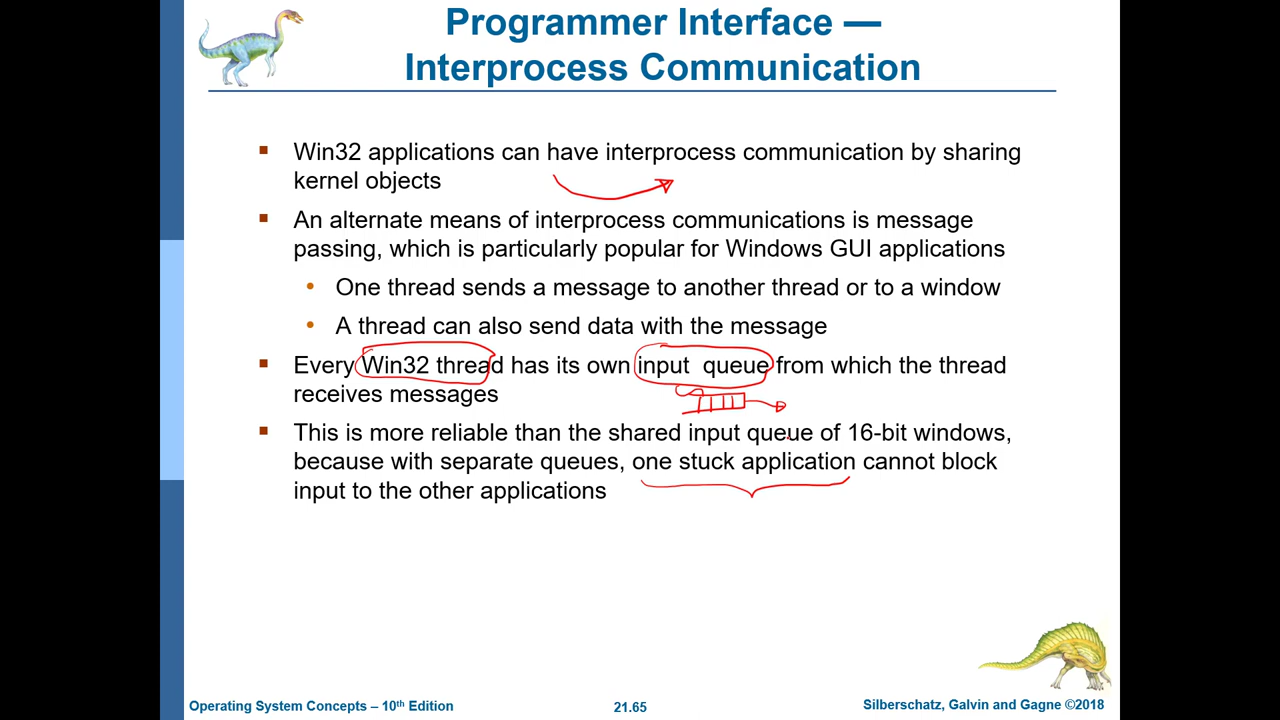 Programmer Interface —
Interprocess Communication
▪ Win32 applications can have interprocess communication by sharing
kernel objects
▪ An alternate means of interprocess communications is message
passing, which is particularly popular for Windows GUI applications
• One thread sends a message to another thread or to a window
• A thread can also send data with the message
▪ Every Win32 thread has its own input queue from which the thread
receives messages
▪ This is more reliable than the shared input queue of 16-bit windows,
because with separate queues, one stuck application cannot block
input to the other applications
Operating System Concepts – 10th Edition
21.65
Silberschatz, Galvin and Gagne ©2018